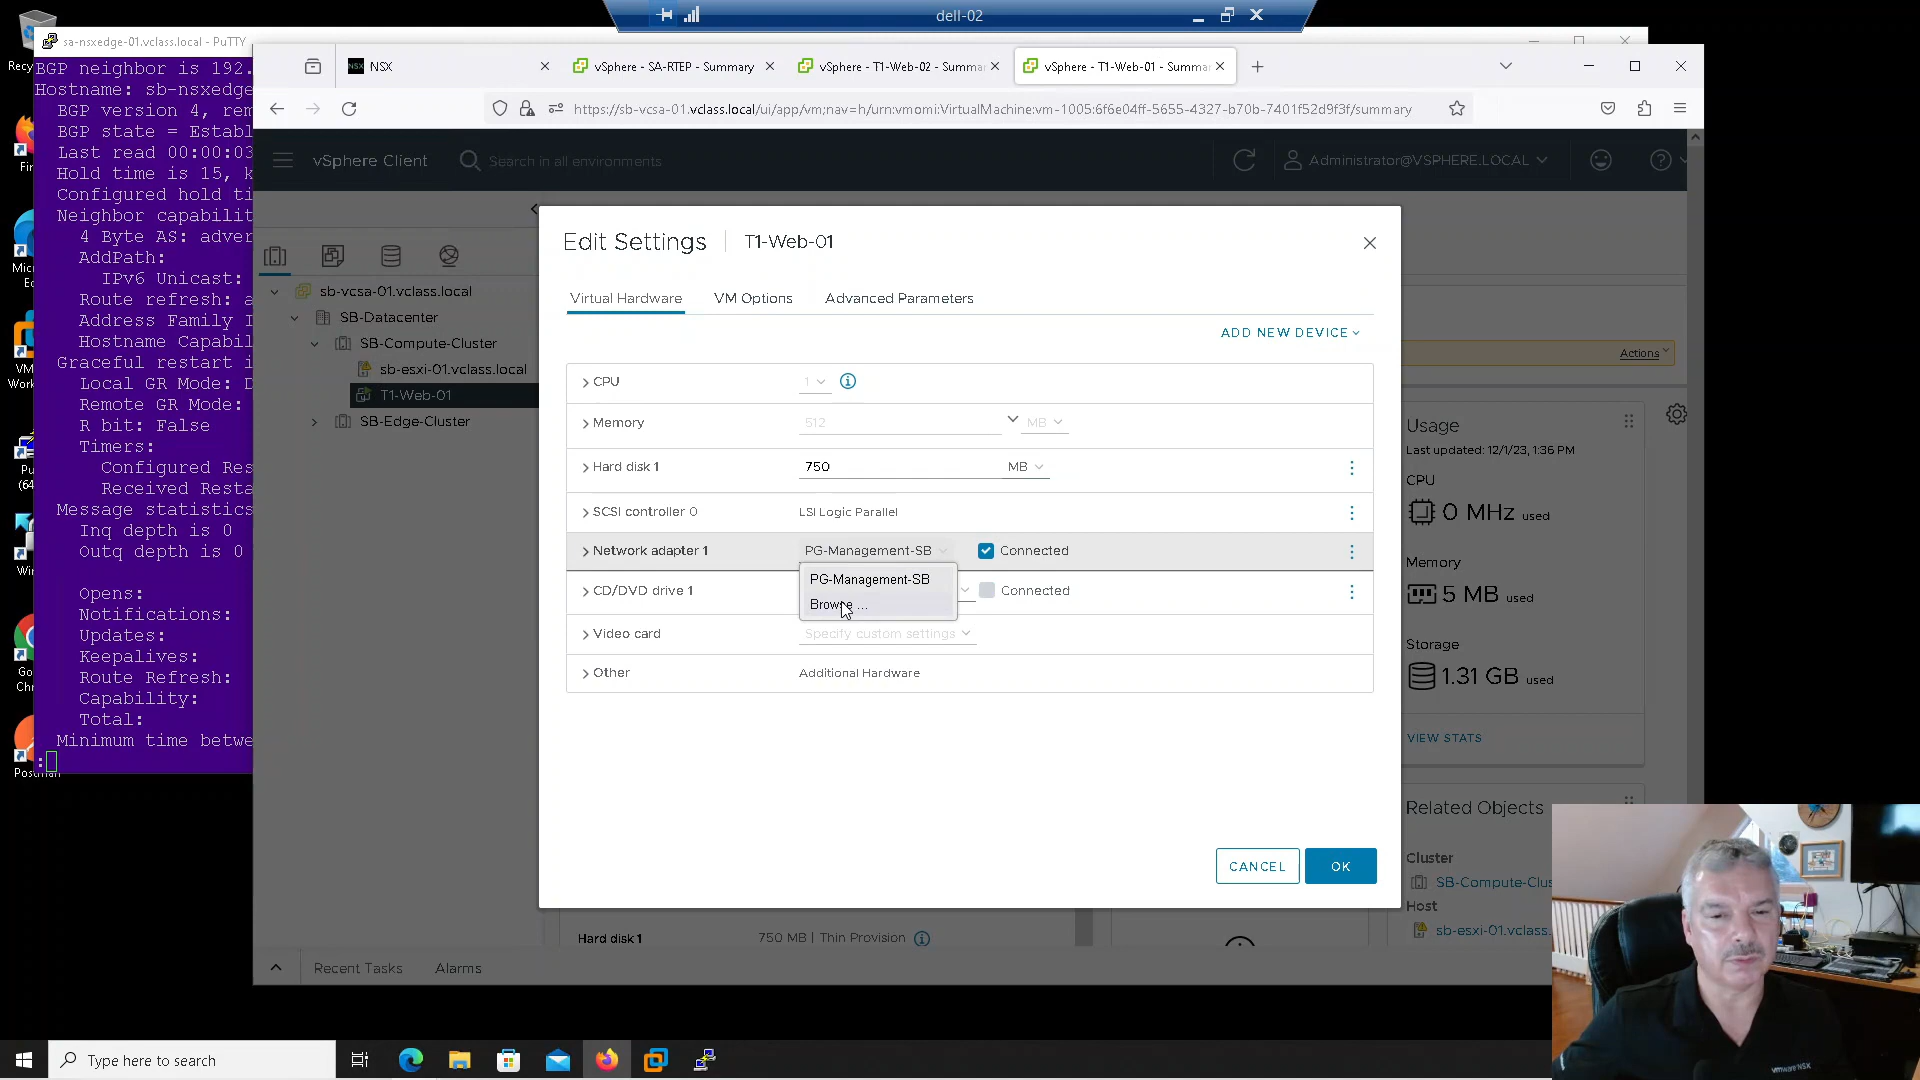 dell-02
sa-nsxedge-01.vclass.local - PuTTY
BGP neighbor is 192.
Hostname: sb-nsxedge
BGP version 4, rem
BGP state = Establ
Last read 00:00:03
Hold time is 15, k
Configured hold ti
Neighbor capabilit
4 Byte AS: adver
AddPath:
IPv6 Unicast:
Route refresh: a
Address Family I
Hostname Capabil
Graceful restart i
Local GR Mode: D
Remote GR Mode:
R bit: False
Timers:
Configured Res
Received Resta
Message statistics
Inq depth is 0
Outq depth is 0
Opens:
Notifications:
Updates:
Keepalives:
Route Refresh:
Capability:
Total:
Minimum time betwe
:
NSX
vSphere - SA-RTEP - Summary
vSphere - T1-Web-02 - Summa
vSphere - T1-Web-01 - Summa
https://sb-vcsa-01.vclass.local/ui/app/vm;nav=h/urn:vmomi:VirtualMachine:vm-1005:6f6e04ff-5655-4327-b70b-7401f52d9f3f/summary
vSphere Client
Search in all environments
Administrator@VSPHERE.LOCAL
sb-vcsa-01.vclass.local
SB-Datacenter
SB-Compute-Cluster
sb-esxi-01.vclass.local
T1-Web-01
SB-Edge-Cluster
Edit Settings
T1-Web-01
Virtual Hardware
VM Options
Advanced Parameters
ADD NEW DEVICE
CPU
1
Memory
512
MB
Hard disk 1
750
MB
SCSI controller 0
LSI Logic Parallel
Network adapter 1
PG-Management-SB
Connected
PG-Management-SB
Browse ...
CD/DVD drive 1
Connected
Video card
Specify custom settings
Other
Additional Hardware
CANCEL
OK
Actions
Usage
Last updated: 12/1/23, 1:36 PM
CPU
0 MHz used
Memory
5 MB used
Storage
1.31 GB used
VIEW STATS
Related Objects
Cluster
SB-Compute-Clus
Host
sb-esxi-01.vclass.
Hard disk 1
750 MB | Thin Provision
Recent Tasks
Alarms
Type here to search
vmware NSX